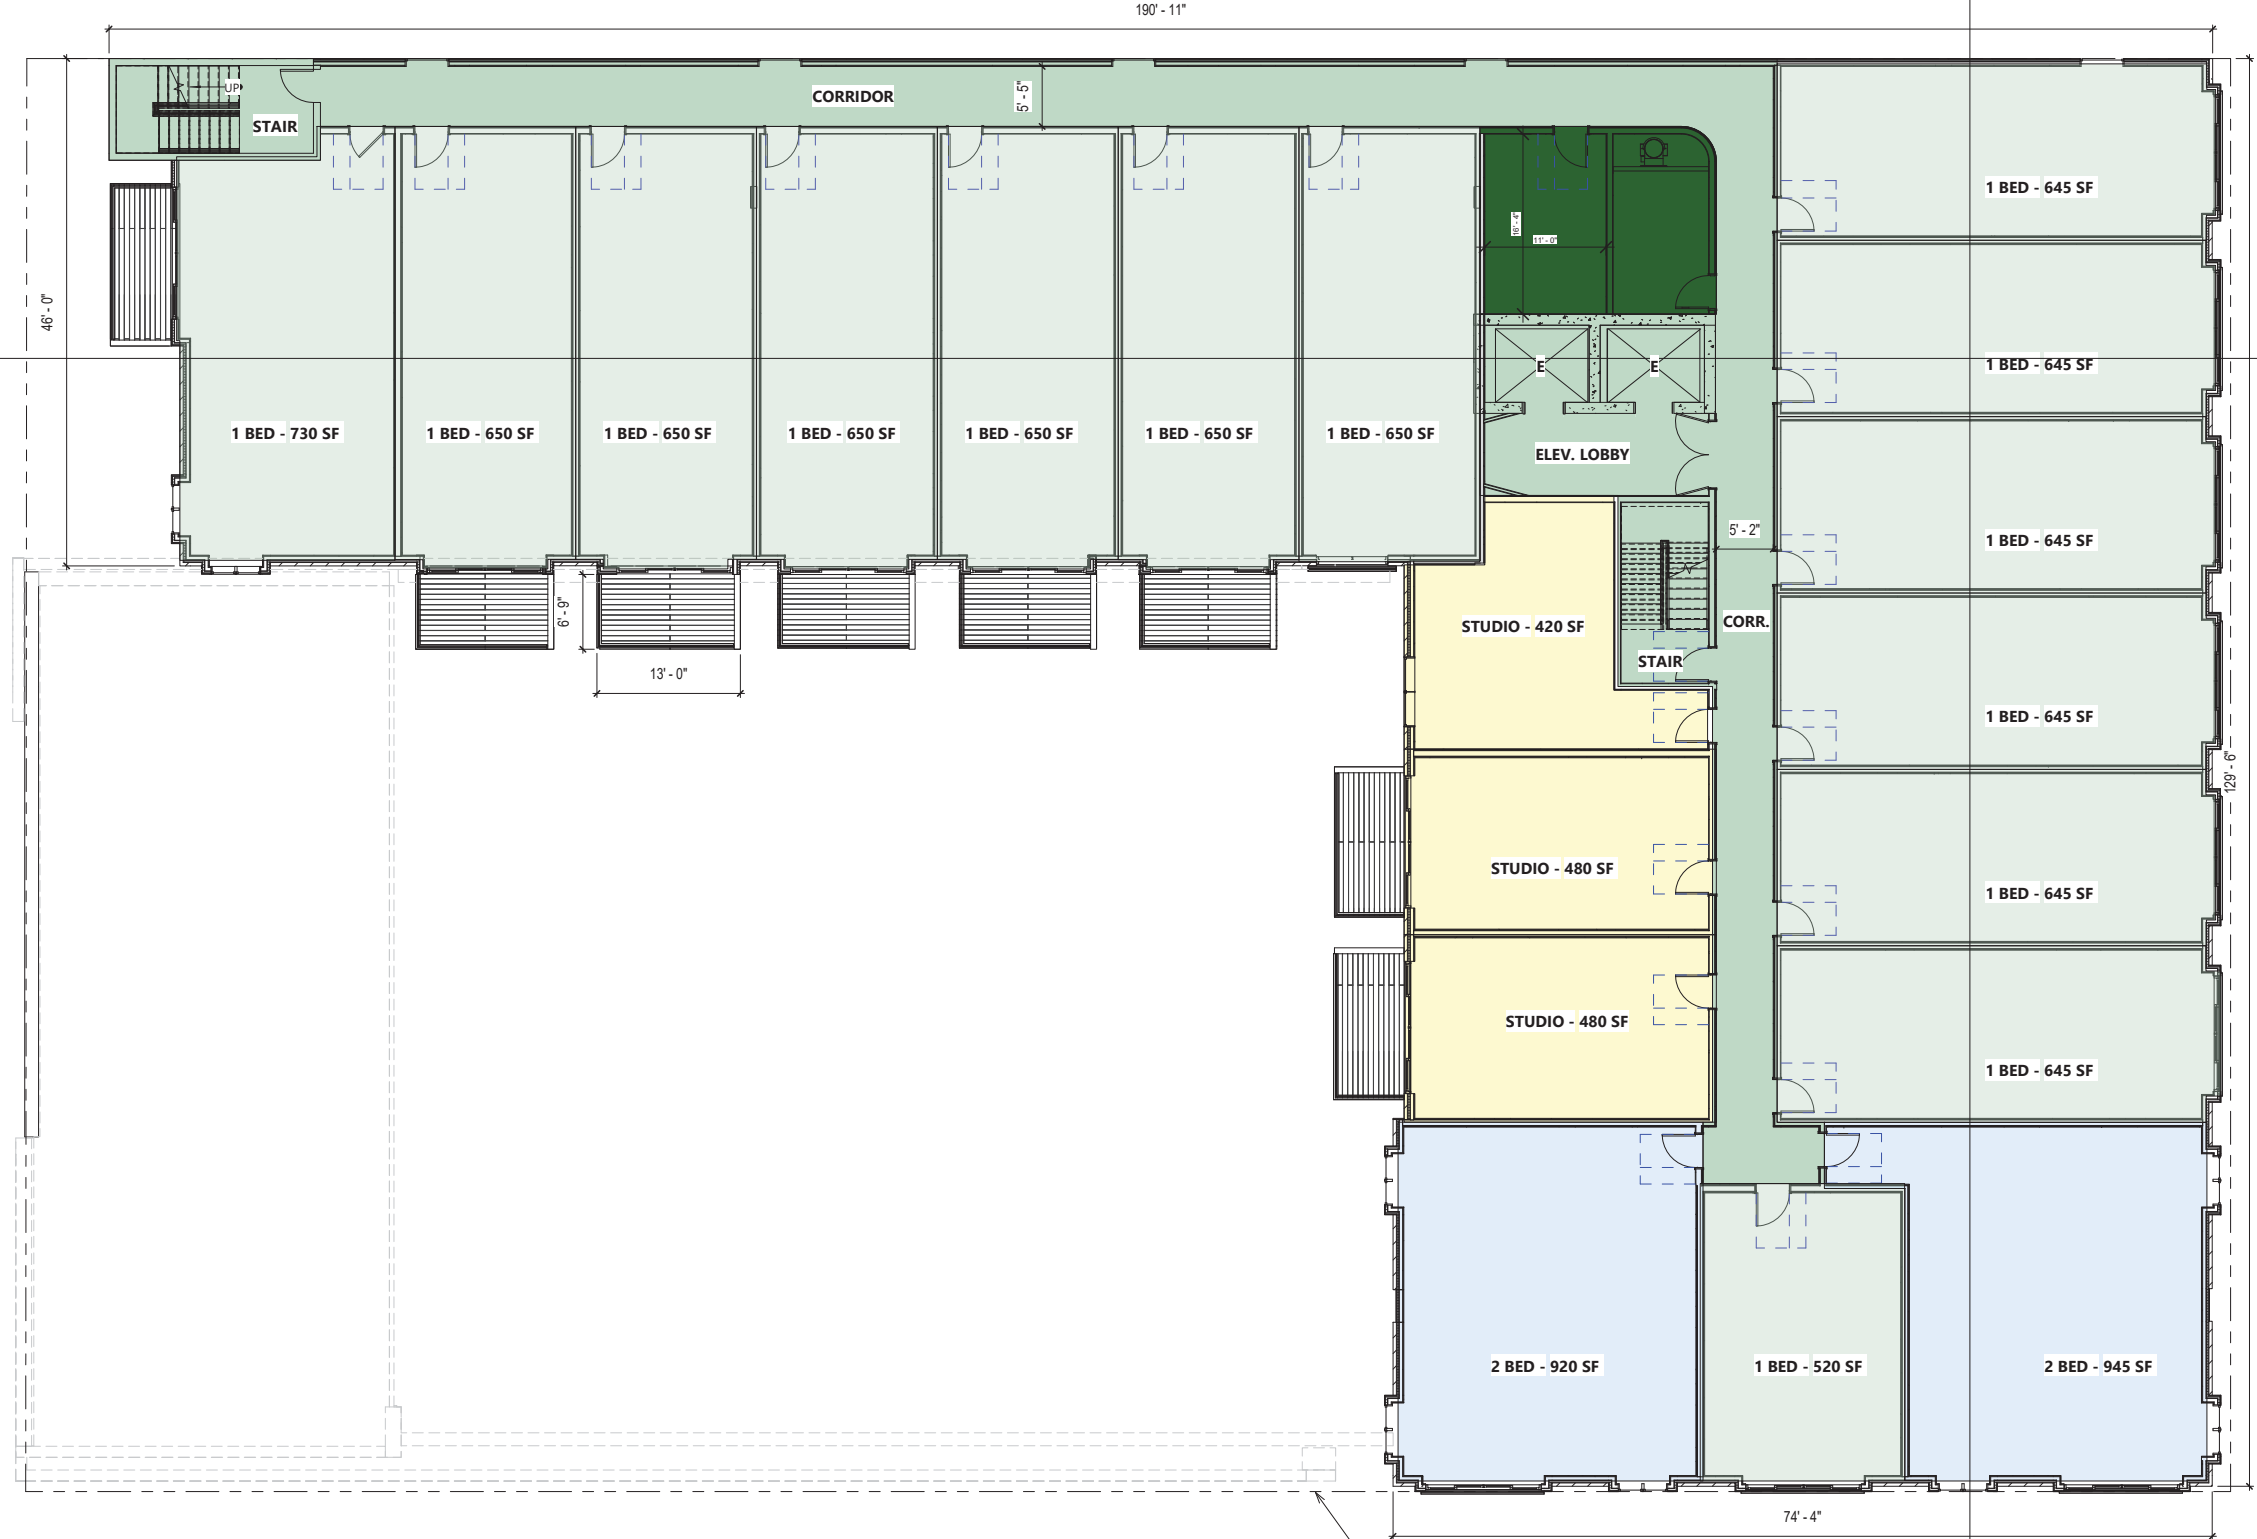 190' - 11"
UP
STAIR
CORRIDOR
5' - 5"
46' - 0"
16' - 4"
11' - 0"
1 BED - 645 SF
E
E
1 BED - 645 SF
1 BED - 730 SF
1 BED - 650 SF
1 BED - 650 SF
1 BED - 650 SF
1 BED - 650 SF
1 BED - 650 SF
1 BED - 650 SF
ELEV. LOBBY
5' - 2"
1 BED - 645 SF
6' - 9"
13' - 0"
STUDIO - 420 SF
CORR.
STAIR
1 BED - 645 SF
129' - 6"
STUDIO - 480 SF
1 BED - 645 SF
STUDIO - 480 SF
1 BED - 645 SF
2 BED - 920 SF
1 BED - 520 SF
2 BED - 945 SF
74' - 4"